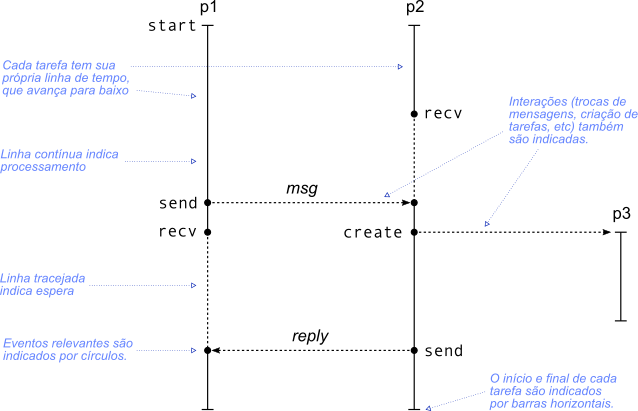 p1
p2
start
Cada tarefa tem sua
própria linha de tempo,
que avança para baixo
recv
Interações (trocas de
mensagens, criação de
tarefas, etc) também
são indicadas.
Linha contínua indica
processamento
send
msg
recv
create
p3
Linha tracejada
indica espera
Eventos relevantes são
indicados por círculos.
reply
send
O início e final de cada
tarefa são indicados
por barras horizontais.